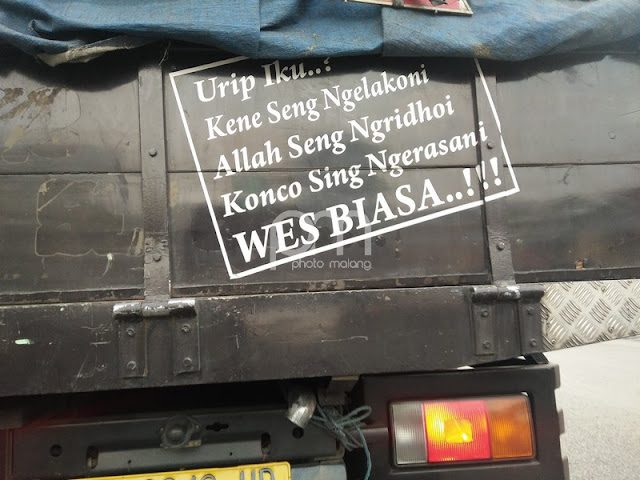 Urip Iku..!
Kene Seng Ngelakoni
Allah Seng Ngridhoi
Konco Sing Ngerasani
WES BIASA..!!!
photo malang